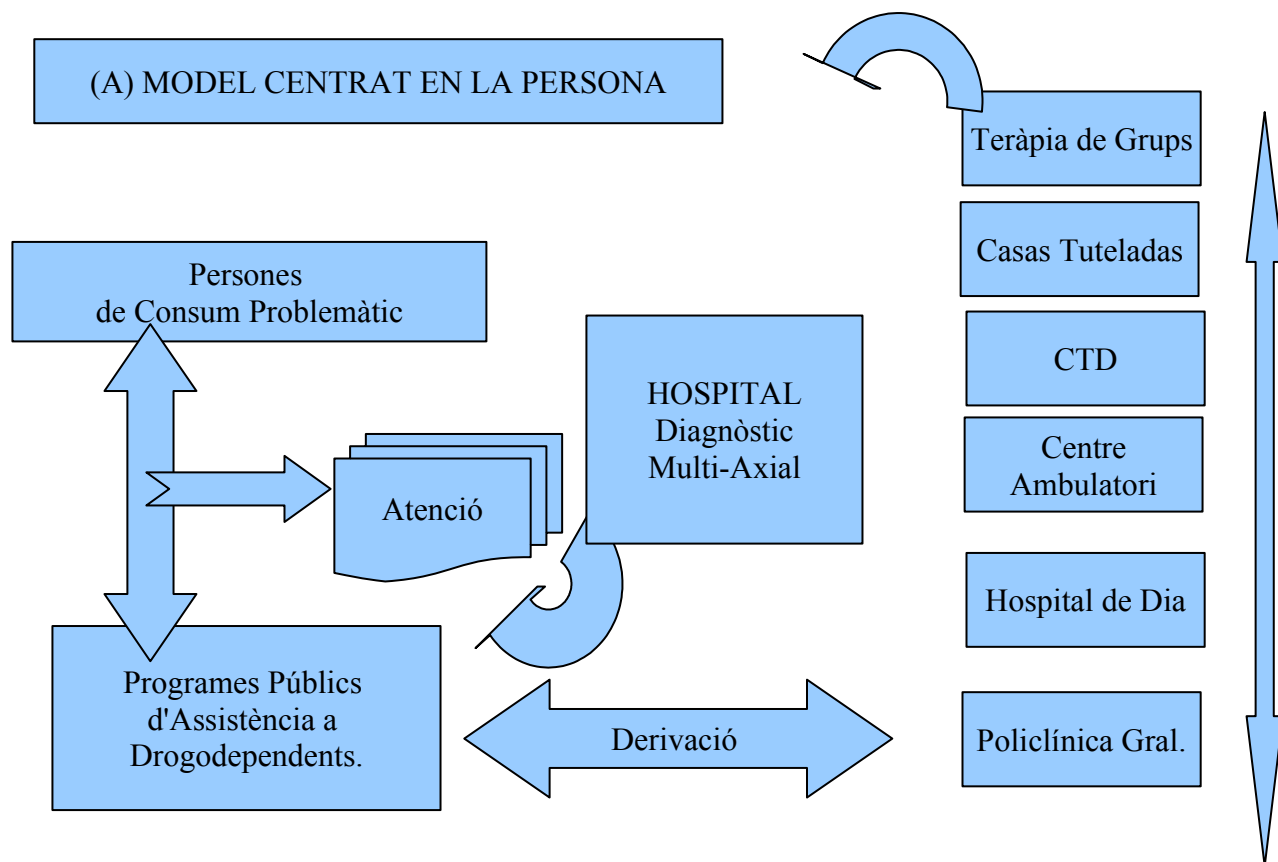 (A) MODEL CENTRAT EN LA PERSONA
Persones
de Consum Problemàtic
Atenció
HOSPITAL
Diagnòstic
Multi-Axial
Programes Públics
d'Assistència a
Drogodependents.
Derivació
Teràpia de Grups
Casas Tuteladas
CTD
Centre
Ambulatori
Hospital de Dia
Policlínica Gral.